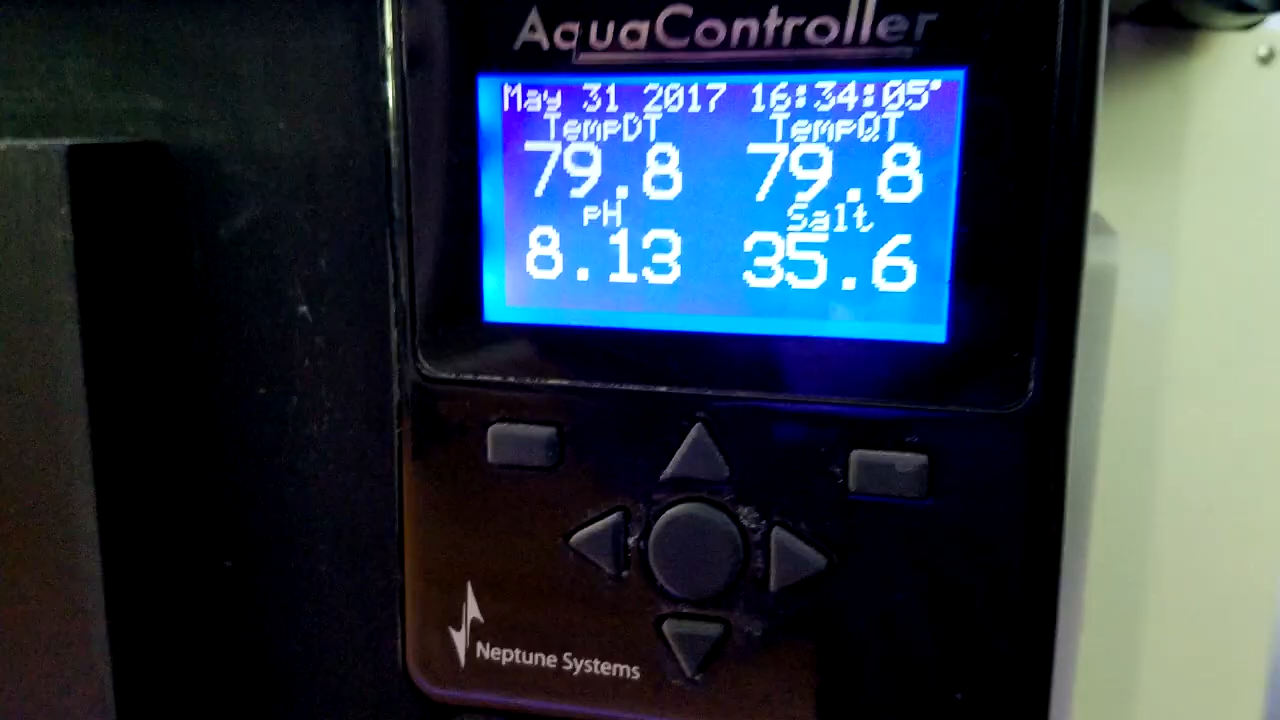 AquaController
May 31 2017 16:34:05
TempDT TempQT
79.8 79.8
pH Salt
8.13 35.6
Neptune Systems